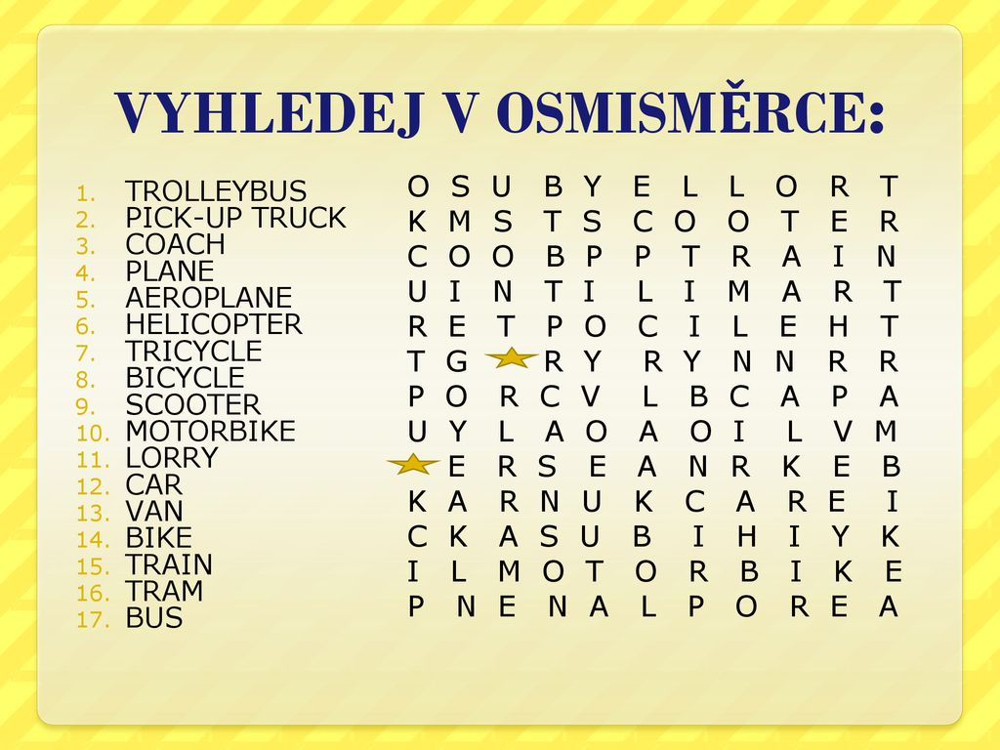 VYHLEDEJ V OSMISMĚRCE:
1. TROLLEYBUS
2. PICK-UP TRUCK
3. COACH
4. PLANE
5. AEROPLANE
6. HELICOPTER
7. TRICYCLE
8. BICYCLE
9. SCOOTER
10. MOTORBIKE
11. LORRY
12. CAR
13. VAN
14. BIKE
15. TRAIN
16. TRAM
17. BUS
O S U B Y E L L O R T
K M S T S C O O T E R
C O O B P P T R A I N
U I N T I L I M A R T
R E T P O C I L E H T
T G R Y R Y N N R R
P O R C V L B C A P A
U Y L A O A O I L V M
E R S E A N R K E B
K A R N U K C A R E I
C K A S U B I H I Y K
I L M O T O R B I K E
P N E N A L P O R E A